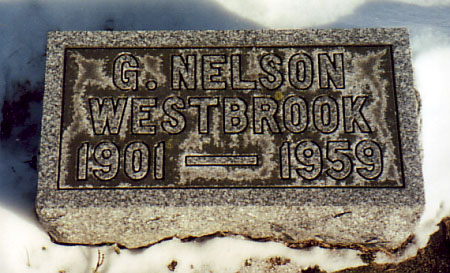 G. NELSON
WESTBROOK
1901 — 1959